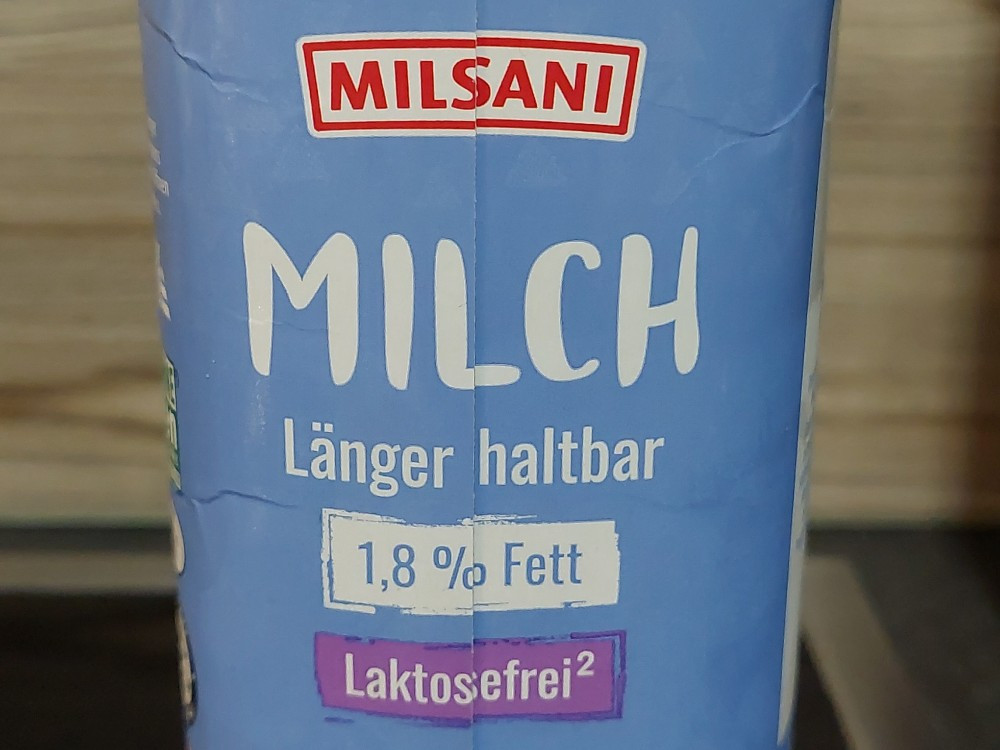 MILSANI
MILCH
Länger haltbar
1,8 % Fett
Laktosefrei²